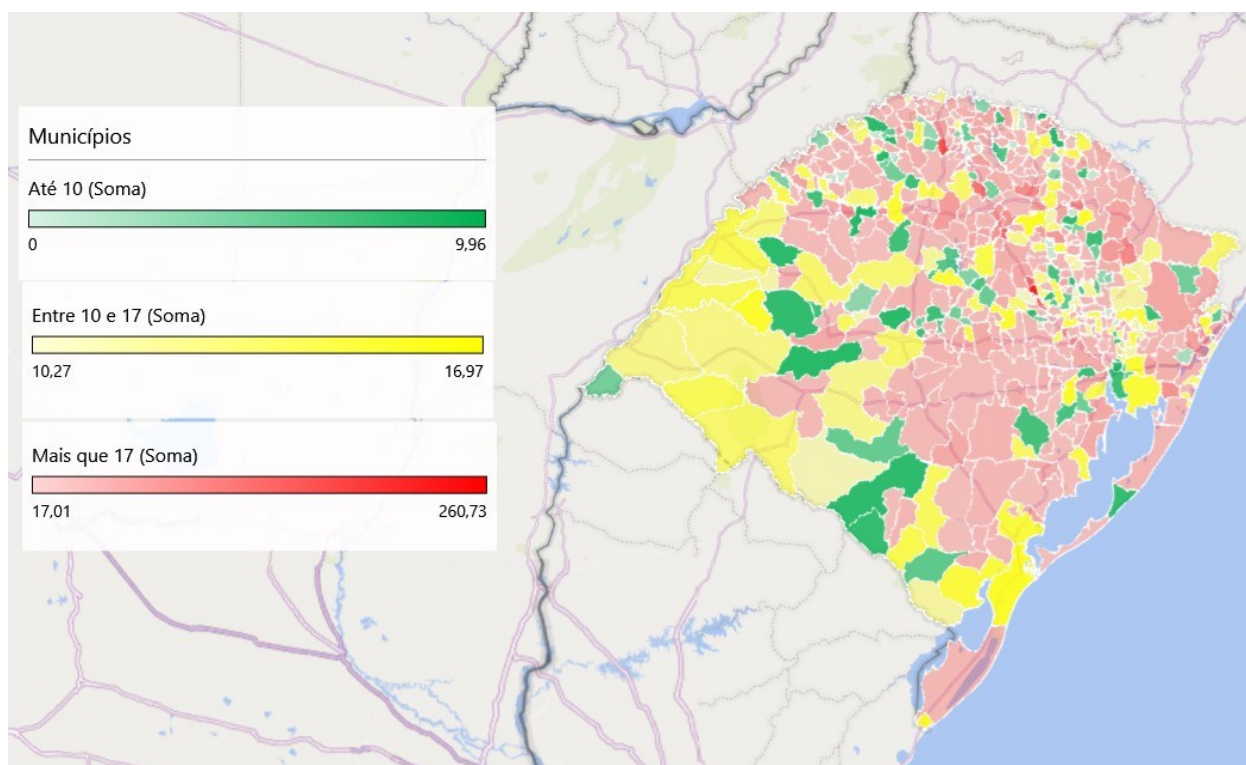 Municípios
Até 10 (Soma)
0 9,96
Entre 10 e 17 (Soma)
10,27 16,97
Mais que 17 (Soma)
17,01 260,73